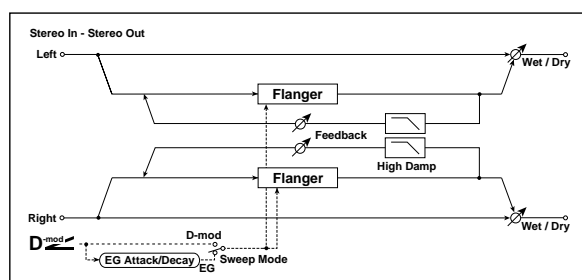 Stereo In - Stereo Out
Left
Wet / Dry
Flanger
Feedback
High Damp
Flanger
Right
Wet / Dry
D-mod
D-mod
EG Attack/Decay
EG
Sweep Mode